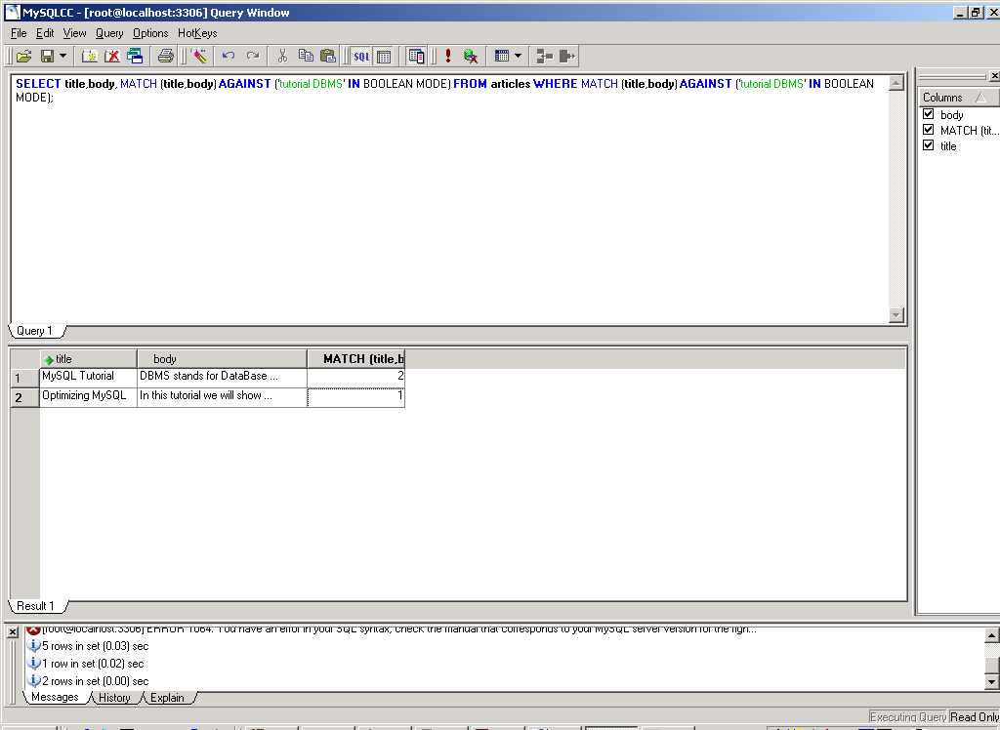 MySQLCC - [root@localhost:3306] Query Window
File Edit View Query Options HotKeys
SQL
SELECT title,body, MATCH (title,body) AGAINST ('tutorial DBMS' IN BOOLEAN MODE) FROM articles WHERE MATCH (title,body) AGAINST ('tutorial DBMS' IN BOOLEAN
MODE);
Columns
body
MATCH (tit...
title
Query 1
title body MATCH (title,b
1 MySQL Tutorial DBMS stands for DataBase ... 2
2 Optimizing MySQL In this tutorial we will show ... 1
Result 1
[root@localhost:3306] ERROR 1064: You have an error in your SQL syntax, check the manual that corresponds to your MySQL server version for the righ...
5 rows in set (0.03) sec
1 row in set (0.02) sec
2 rows in set (0.00) sec
Messages History Explain
Executing Query Read Only